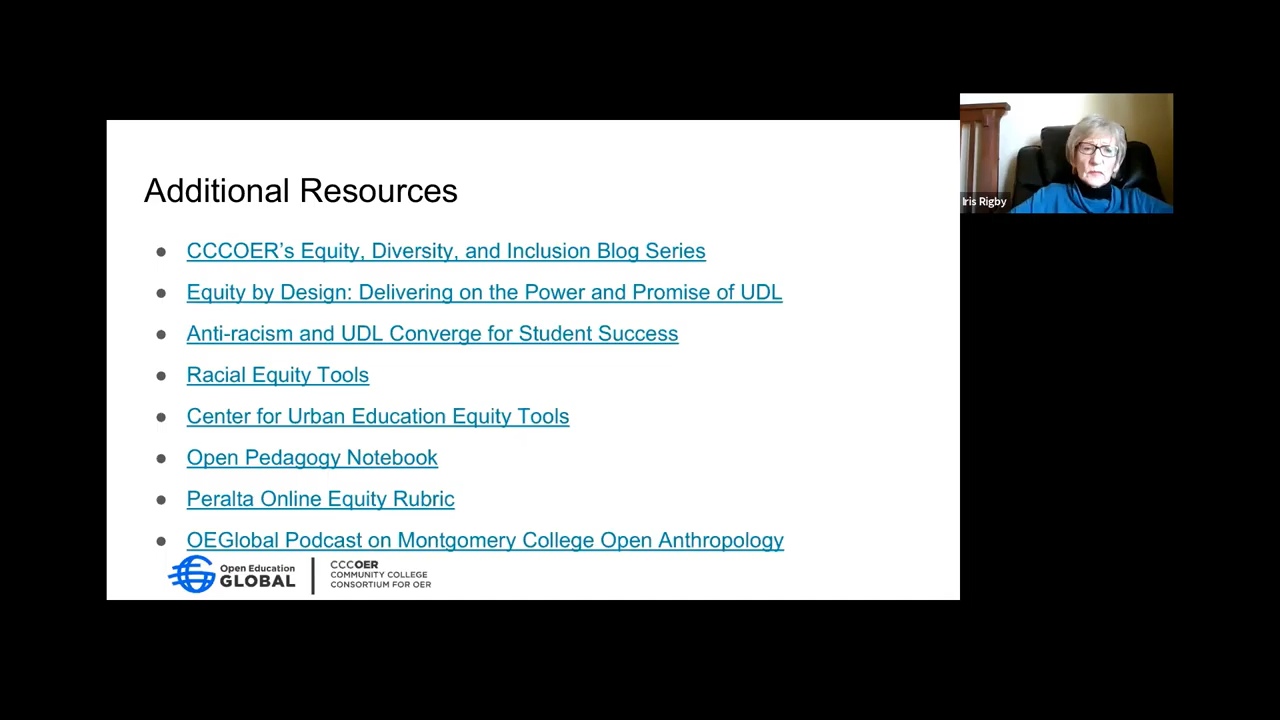 Additional Resources
● CCCOER’s Equity, Diversity, and Inclusion Blog Series
● Equity by Design: Delivering on the Power and Promise of UDL
● Anti-racism and UDL Converge for Student Success
● Racial Equity Tools
● Center for Urban Education Equity Tools
● Open Pedagogy Notebook
● Peralta Online Equity Rubric
● OEGlobal Podcast on Montgomery College Open Anthropology
Open Education
GLOBAL
CCCOER
COMMUNITY COLLEGE
CONSORTIUM FOR OER
Iris Rigby